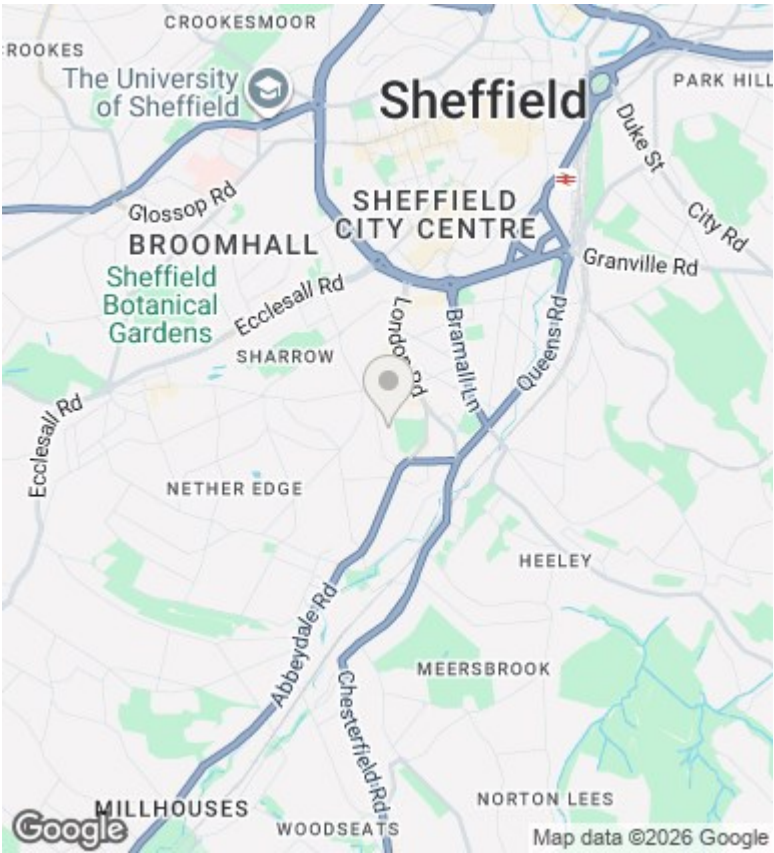 CROOKESMOOR
CROOKES
The University
of Sheffield
Sheffield
PARK HILL
Duke St
Glossop Rd
SHEFFIELD
CITY CENTRE
City Rd
BROOMHALL
Granville Rd
Sheffield
Botanical
Gardens
Ecclesall Rd
London Rd
Bramall Ln
Queens Rd
SHARROW
Ecclesall Rd
NETHER EDGE
HEELEY
Abbeydale Rd
MEERSBROOK
Chesterfield Rd
MILLHOUSES
NORTON LEES
WOODSEATS
Google
Map data ©2026 Google